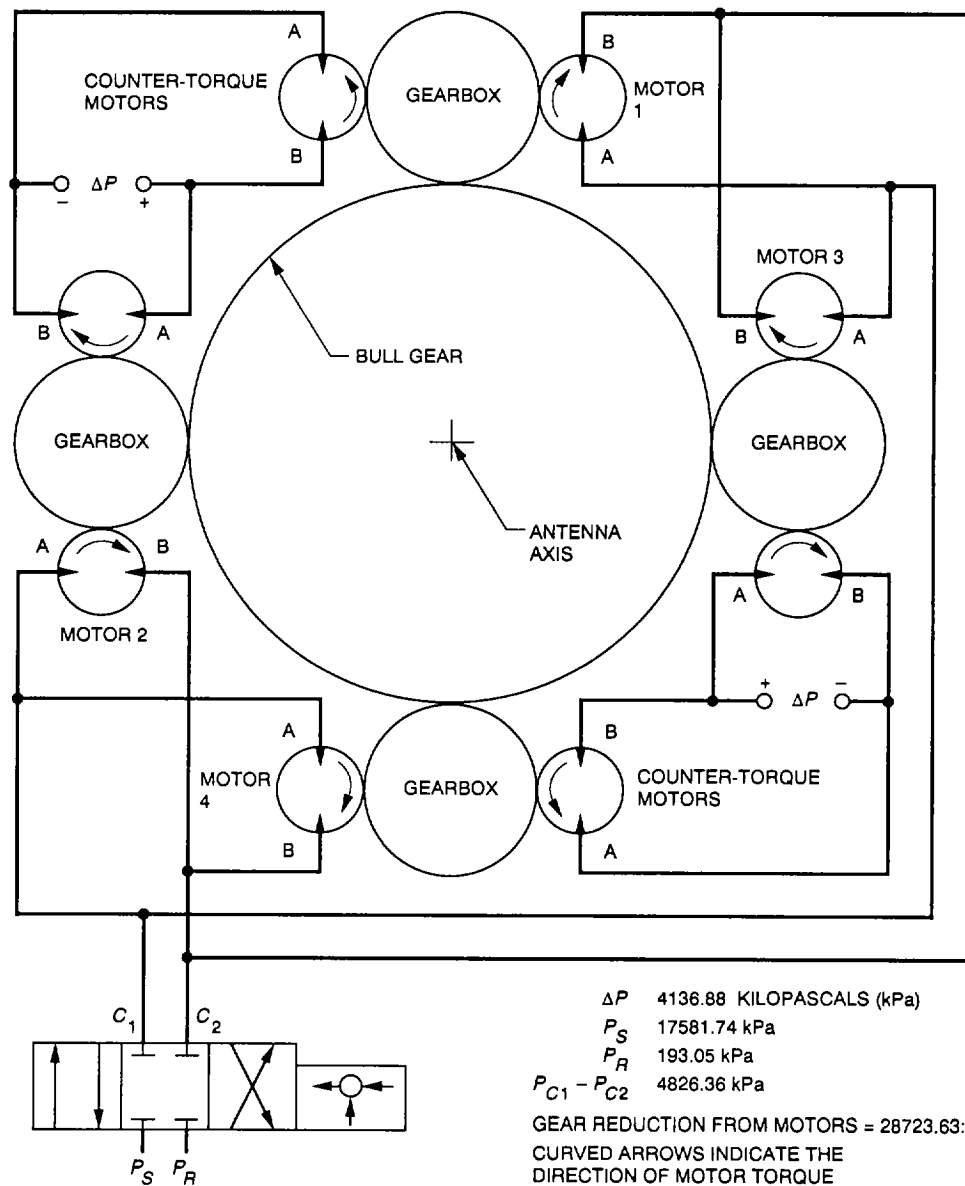 A
B
COUNTER-TORQUE
MOTORS
GEARBOX
MOTOR
1
B
A
− ΔP +
MOTOR 3
B A
B A
BULL GEAR
GEARBOX
GEARBOX
ANTENNA
AXIS
A B
A B
MOTOR 2
+ ΔP −
A
B
MOTOR
4
GEARBOX
COUNTER-TORQUE
MOTORS
B
A
C1 C2
ΔP 4136.88 KILOPASCALS (kPa)
PS 17581.74 kPa
PR 193.05 kPa
PC1 − PC2 4826.36 kPa
GEAR REDUCTION FROM MOTORS = 28723.63:
CURVED ARROWS INDICATE THE
DIRECTION OF MOTOR TORQUE
PS PR